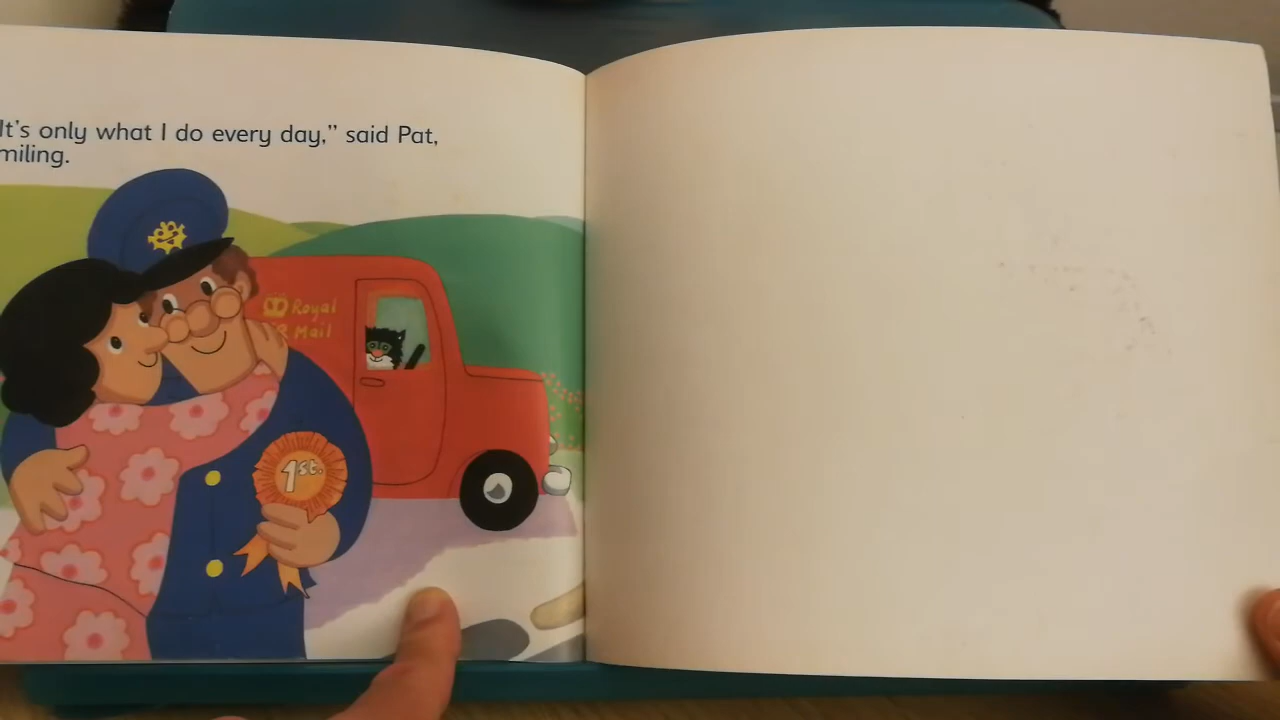 It's only what I do every day," said Pat,
miling.
Royal
R Mail
1st.